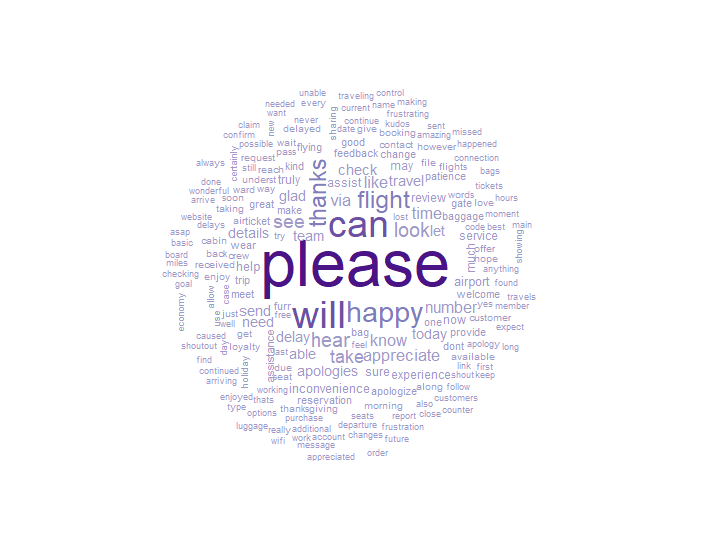 unable
traveling control
needed every current name making
want sharing frustrating
never continue kudos
claim new delayed date give sent missed
confirm booking amazing
possible wait flying good contact however happened
certainly request pass feedback change connection
always still reach kind thanks check may file flights bags
underst truly assist like travel patience
done tickets
wonderful ward way glad via flight review words hours
arrive soon great gate love
taking make lost time baggage moment
website airticket see can code best main
delays details try team look let service showing
asap cabin wear offer
basic back crew please much hope
board received help airport anything
miles trip found
checking enjoy
goal case meet welcome travels
economy allow furr will happy number yes member
use just send free one now customer
well need bag today expect
caused get delay hear know provide
shoutout day loyalty feel dont apology long
last able take appreciate available
find holiday assistance due link first
continued seat apologies sure experience shout keep
arriving
working inconvenience apologize along follow
enjoyed thats reservation customers
type thanksgiving morning also
options purchase seats report close counter
luggage really additional departure frustration
wifi work account changes future
message
appreciated order